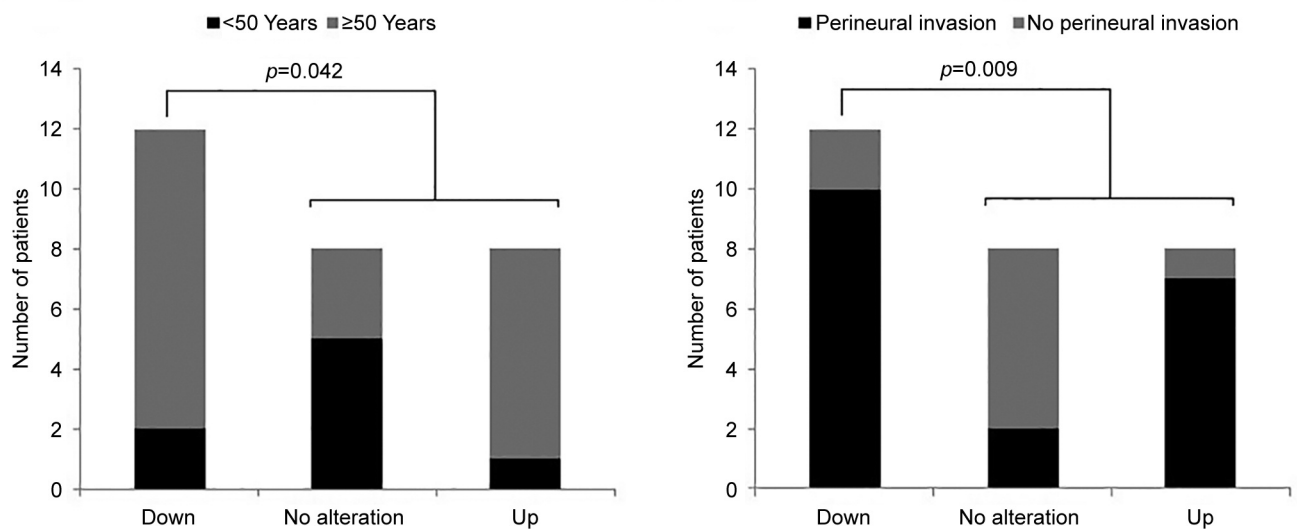 <50 Years ≥50 Years
p=0.042
Number of patients
14
12
10
8
6
4
2
0
Down No alteration Up
Perineural invasion No perineural invasion
p=0.009
Number of patients
14
12
10
8
6
4
2
0
Down No alteration Up